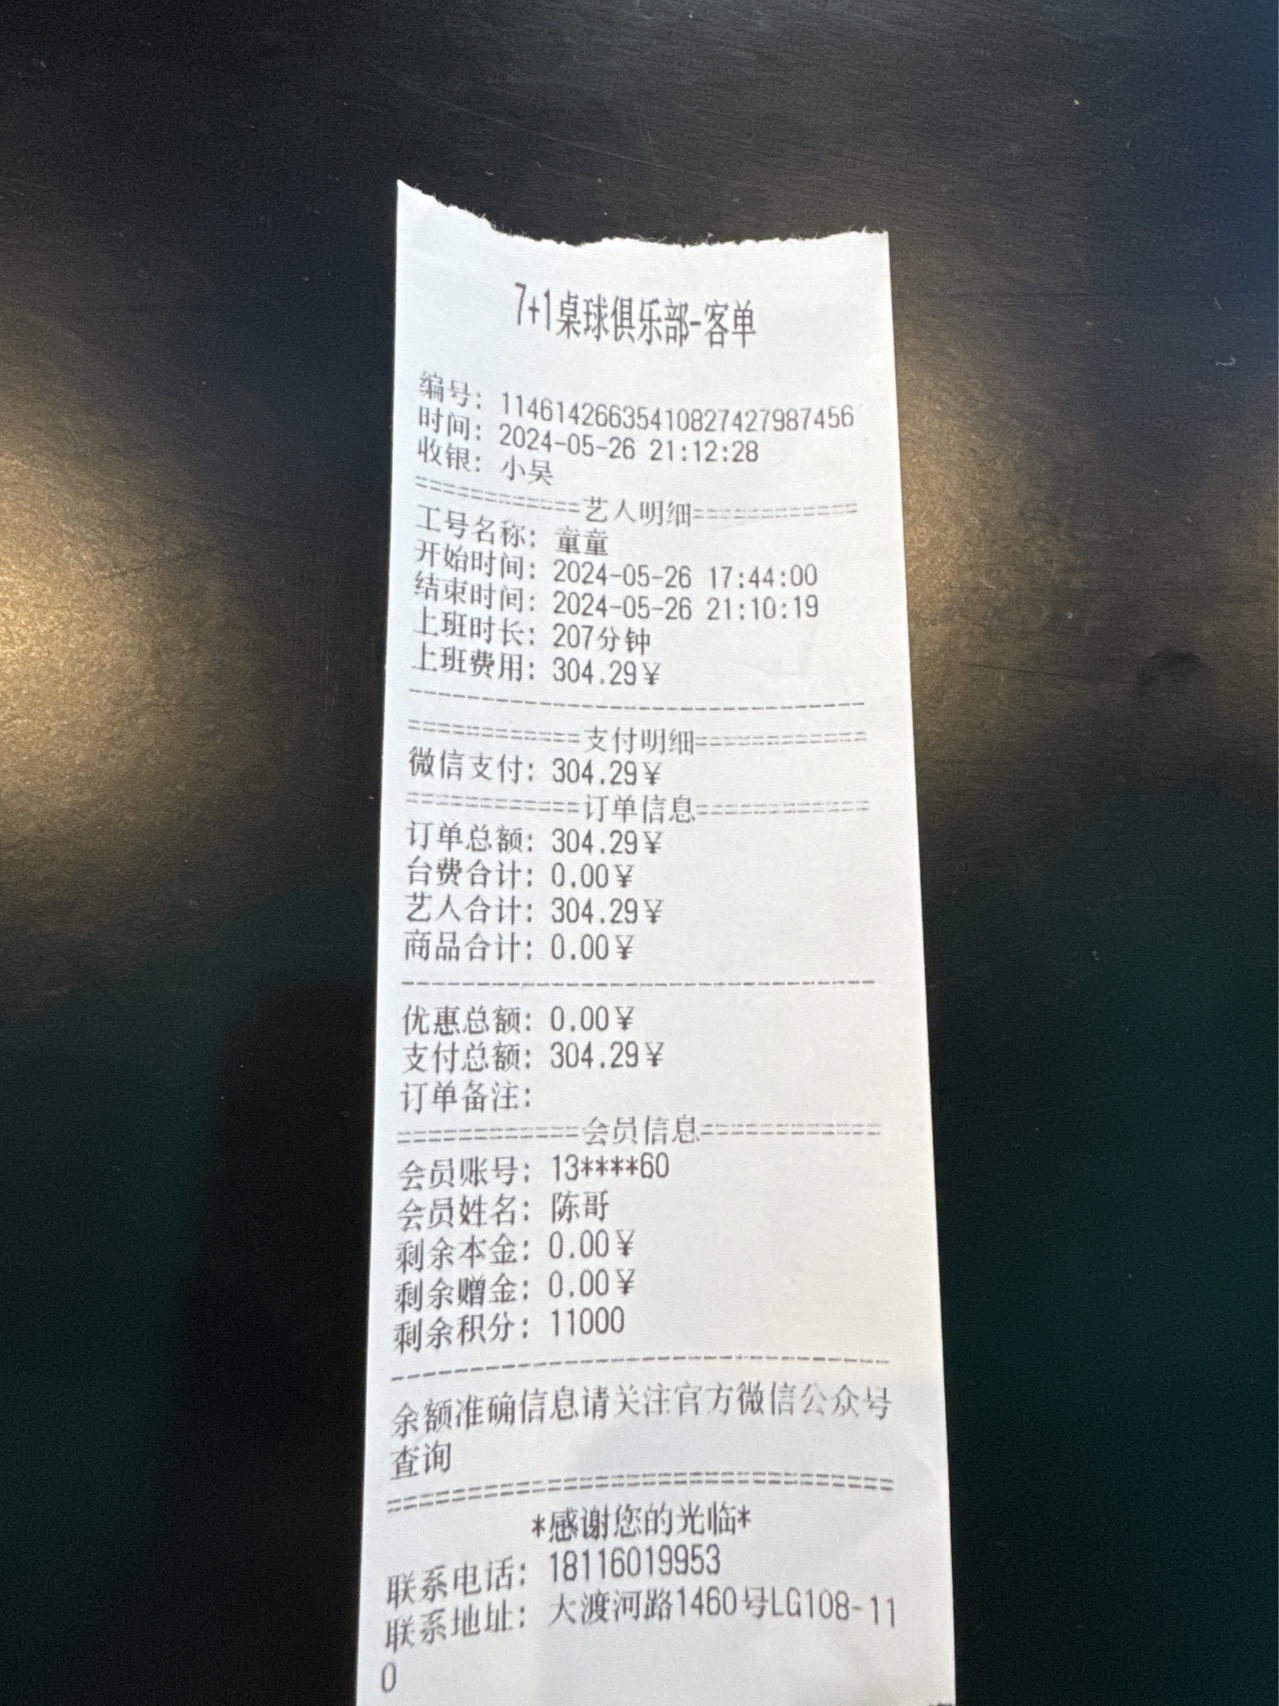 7+1桌球俱乐部-客单
编号: 1146142663541082742798​7456
时间: 2024-05-26 21:12:28
收银: 小吴
===========艺人明细===========
工号名称: 童童
开始时间: 2024-05-26 17:44:00
结束时间: 2024-05-26 21:10:19
上班时长: 207分钟
上班费用: 304.29¥
--------------------------------
===========支付明细===========
微信支付: 304.29¥
===========订单信息===========
订单总额: 304.29¥
台费合计: 0.00¥
艺人合计: 304.29¥
商品合计: 0.00¥
--------------------------------
优惠总额: 0.00¥
支付总额: 304.29¥
订单备注:
===========会员信息===========
会员账号: 13****60
会员姓名: 陈哥
剩余本金: 0.00¥
剩余赠金: 0.00¥
剩余积分: 11000
--------------------------------
余额准确信息请关注官方微信公众号
查询
================================
*感谢您的光临*
联系电话: 18116019953
联系地址: 大渡河路1460号LG108-11
0